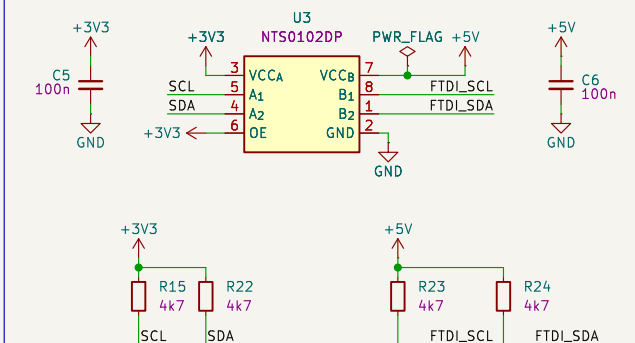 U3
NTS0102DP
+3V3
+3V3
PWR_FLAG
+5V
+5V
C5
100n
3
VCCA
VCCB
7
C6
100n
SCL
5
A1
B1
8
FTDI_SCL
SDA
4
A2
B2
1
FTDI_SDA
+3V3
6
OE
GND
2
GND
GND
GND
+3V3
+5V
R15
4k7
R22
4k7
R23
4k7
R24
4k7
SCL
SDA
FTDI_SCL
FTDI_SDA